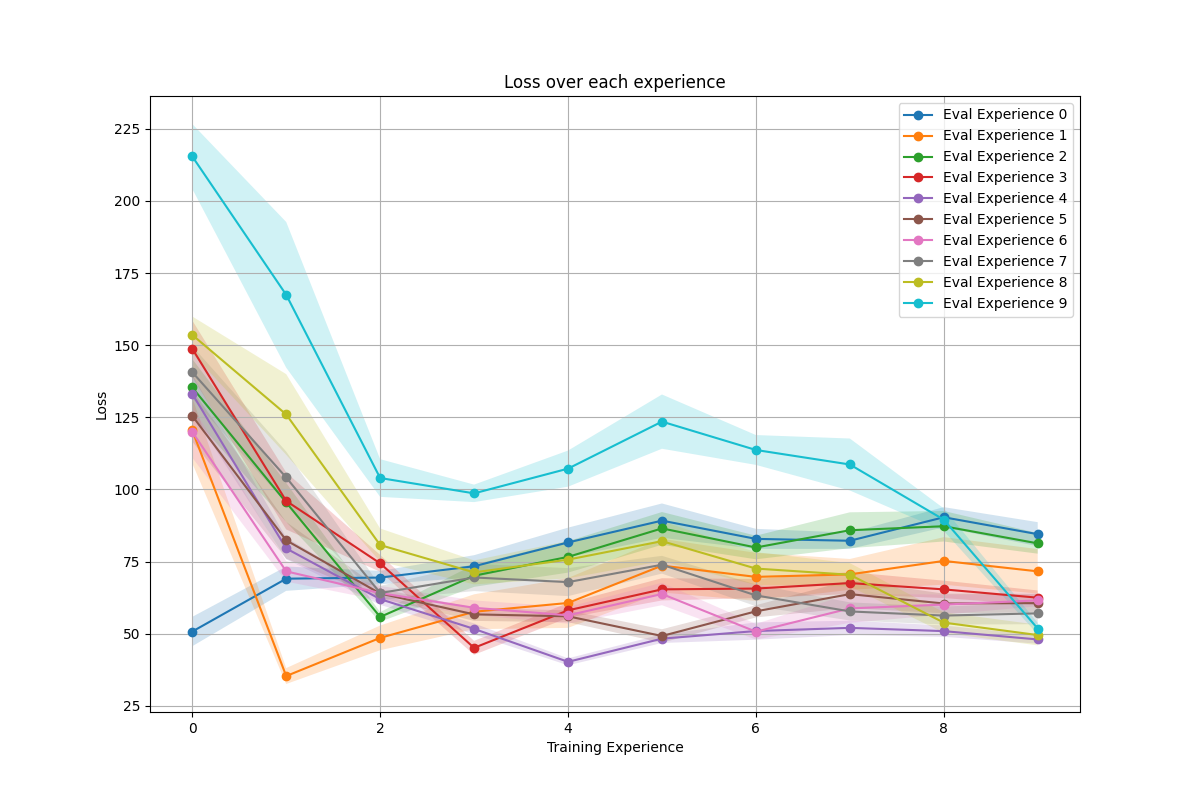 Loss over each experience
225
200
175
150
125
100
75
50
25
Loss
0
2
4
6
8
Training Experience
Eval Experience 0
Eval Experience 1
Eval Experience 2
Eval Experience 3
Eval Experience 4
Eval Experience 5
Eval Experience 6
Eval Experience 7
Eval Experience 8
Eval Experience 9